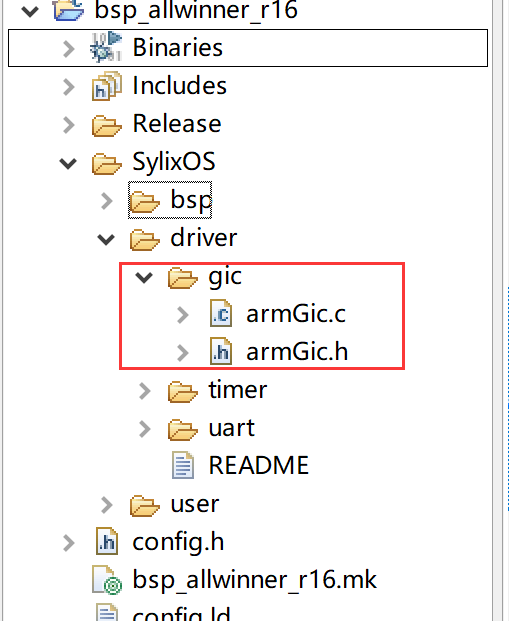 bsp_allwinner_r16
Binaries
Includes
Release
SylixOS
bsp
driver
gic
armGic.c
armGic.h
timer
uart
README
user
config.h
bsp_allwinner_r16.mk
config.ld